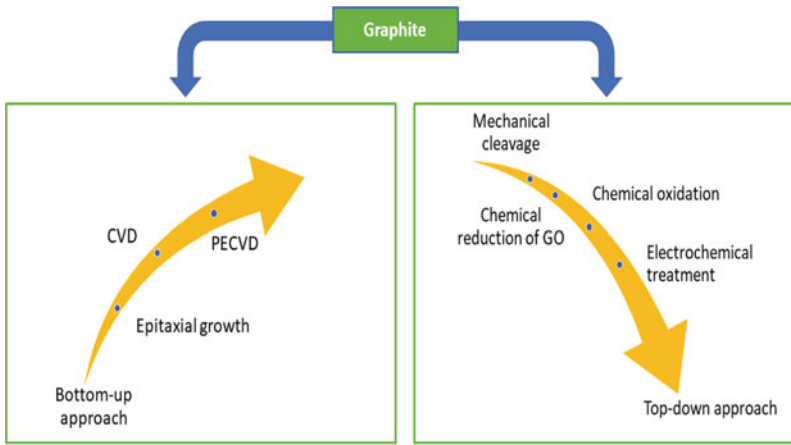 Graphite
CVD
PECVD
Epitaxial growth
Bottom-up
approach
Mechanical
cleavage
Chemical oxidation
Chemical
reduction of GO
Electrochemical
treatment
Top-down approach